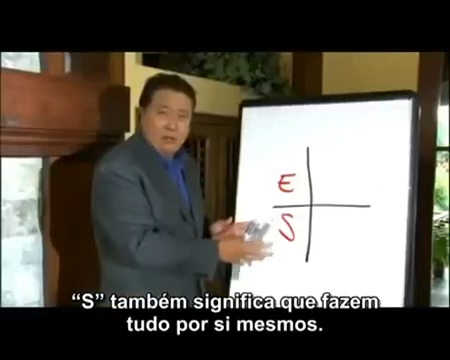 E
S
“S” também significa que fazem
tudo por si mesmos.